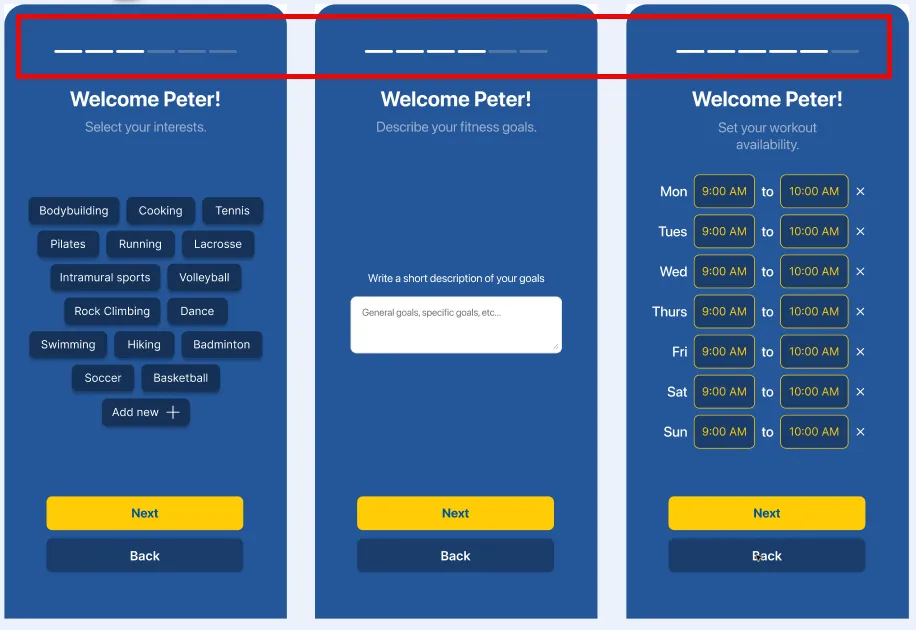 Welcome Peter!
Select your interests.
Bodybuilding Cooking Tennis
Pilates Running Lacrosse
Intramural sports Volleyball
Rock Climbing Dance
Swimming Hiking Badminton
Soccer Basketball
Add new
Next
Back
Welcome Peter!
Describe your fitness goals.
Write a short description of your goals
General goals, specific goals, etc...
Next
Back
Welcome Peter!
Set your workout
availability.
Mon 9:00 AM to 10:00 AM ×
Tues 9:00 AM to 10:00 AM ×
Wed 9:00 AM to 10:00 AM ×
Thurs 9:00 AM to 10:00 AM ×
Fri 9:00 AM to 10:00 AM ×
Sat 9:00 AM to 10:00 AM ×
Sun 9:00 AM to 10:00 AM ×
Next
Back